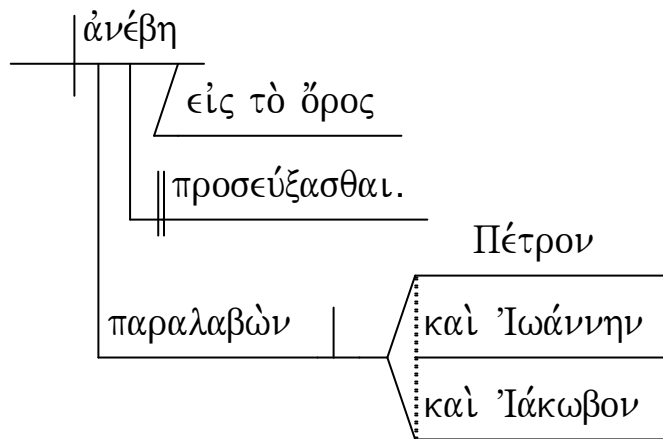 ἀνέβη
εἰς τὸ ὄρος
προσεύξασθαι.
Πέτρον
παραλαβὼν
καὶ Ἰωάννην
καὶ Ἰάκωβον